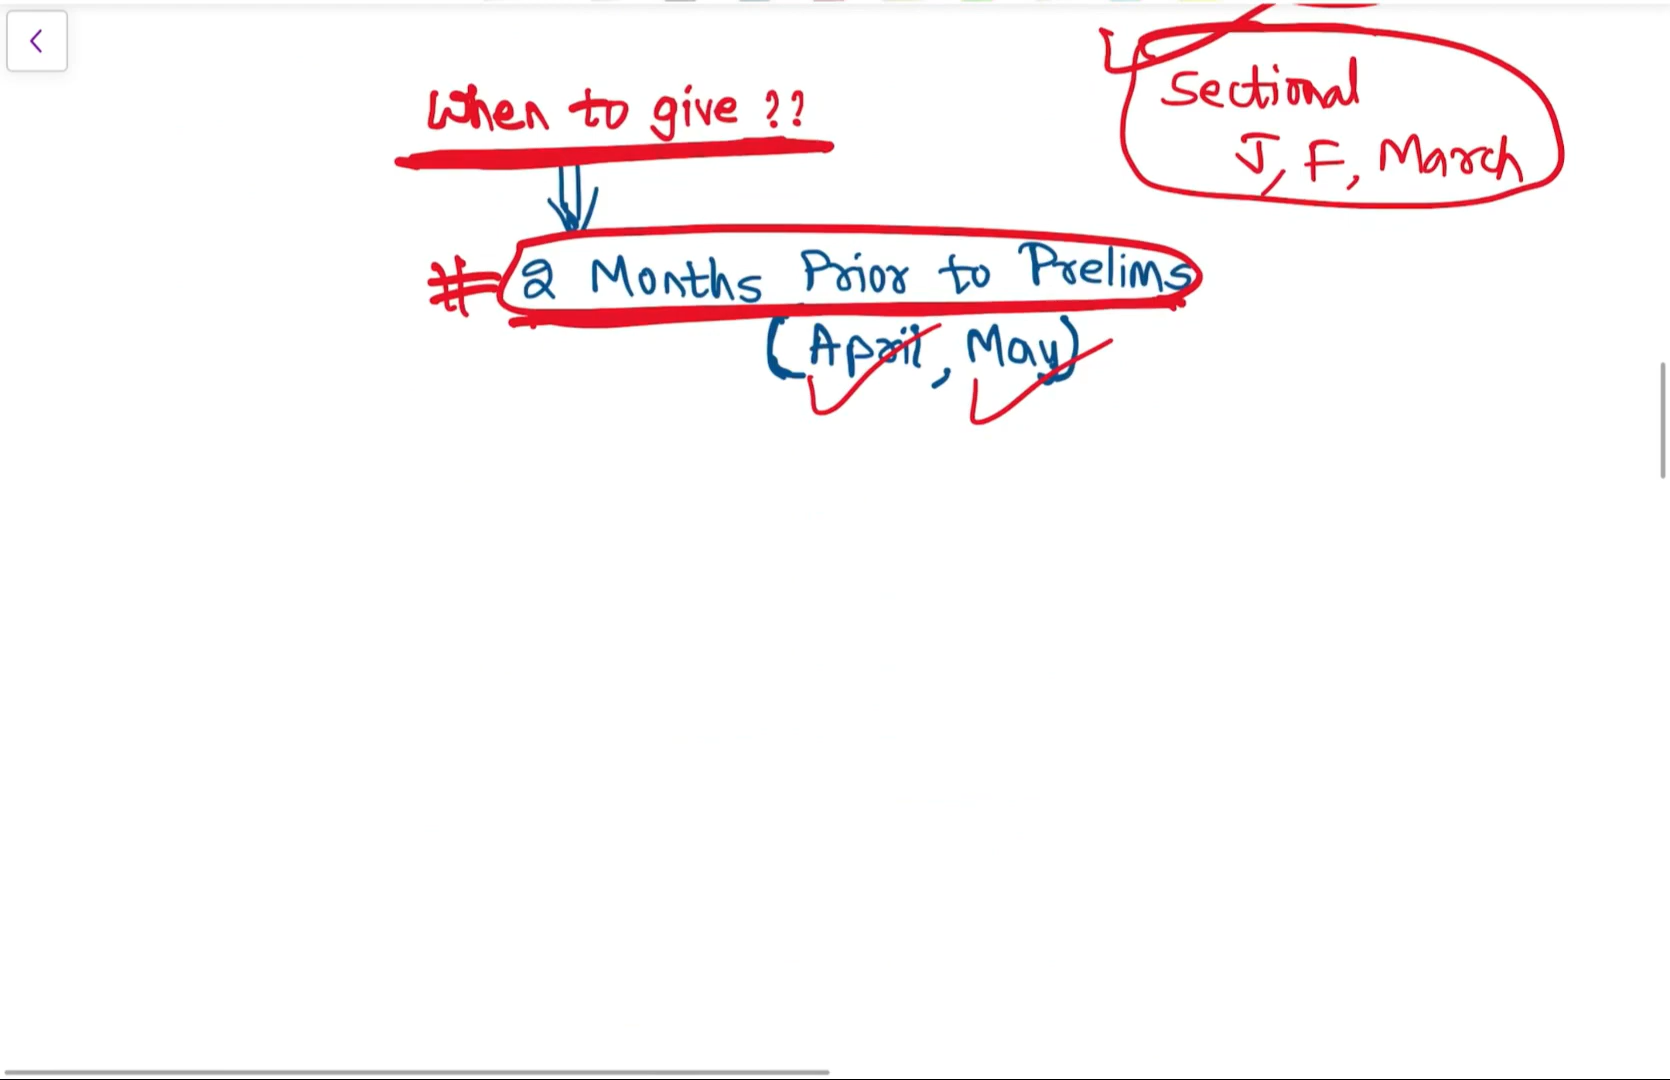 When to give ??
Sectional
J, F, March
# 2 Months Prior to Prelims
(April, May)